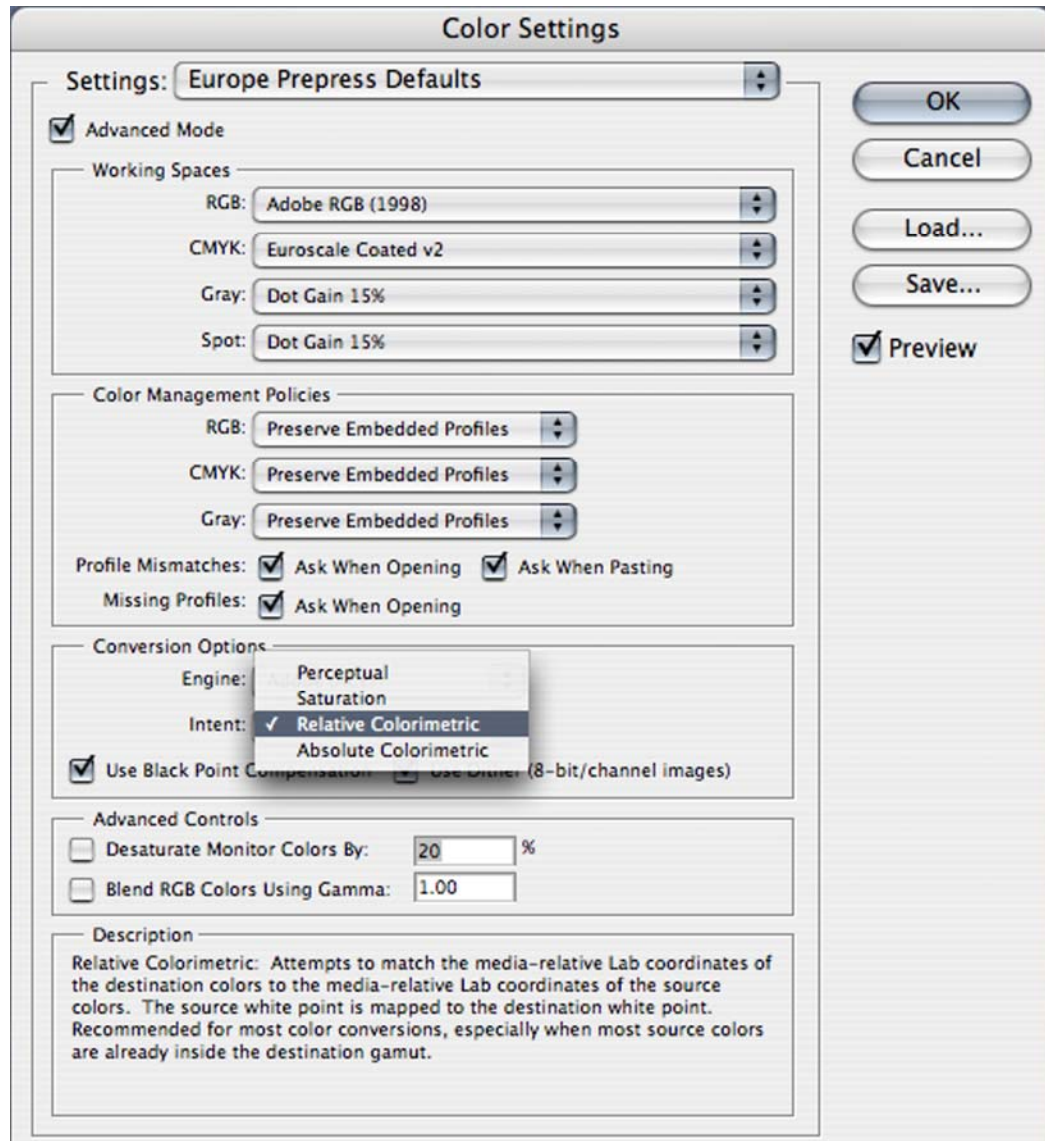 Color Settings
Settings: Europe Prepress Defaults
OK
Advanced Mode
Cancel
Working Spaces
RGB: Adobe RGB (1998)
Load...
CMYK: Euroscale Coated v2
Save...
Gray: Dot Gain 15%
Spot: Dot Gain 15%
Preview
Color Management Policies
RGB: Preserve Embedded Profiles
CMYK: Preserve Embedded Profiles
Gray: Preserve Embedded Profiles
Profile Mismatches: Ask When Opening Ask When Pasting
Missing Profiles: Ask When Opening
Conversion Options
Engine:
Perceptual
Saturation
Intent: ✓ Relative Colorimetric
Absolute Colorimetric
Use Black Point Compensation Use Dither (8-bit/channel images)
Advanced Controls
Desaturate Monitor Colors By: 20 %
Blend RGB Colors Using Gamma: 1.00
Description
Relative Colorimetric: Attempts to match the media-relative Lab coordinates of
the destination colors to the media-relative Lab coordinates of the source
colors. The source white point is mapped to the destination white point.
Recommended for most color conversions, especially when most source colors
are already inside the destination gamut.